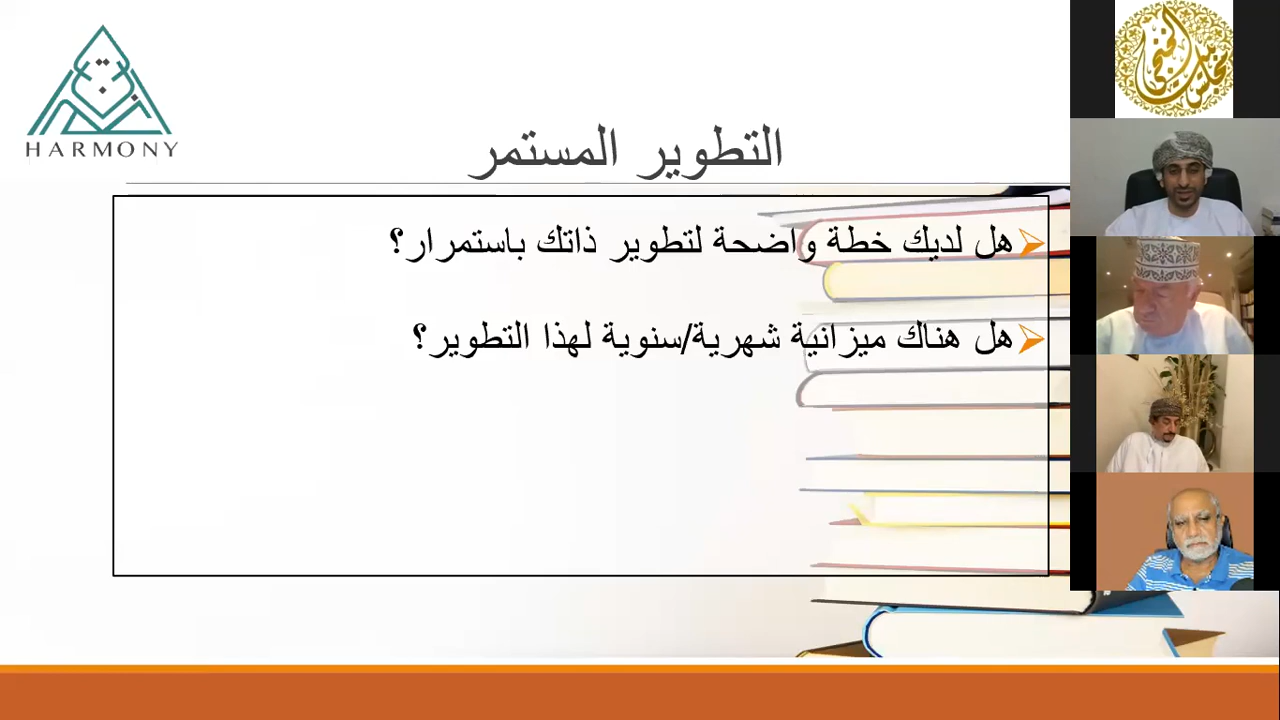 HARMONY
التطوير المستمر
هل لديك خطة واضحة لتطوير ذاتك باستمرار؟
هل هناك ميزانية شهرية/سنوية لهذا التطوير؟